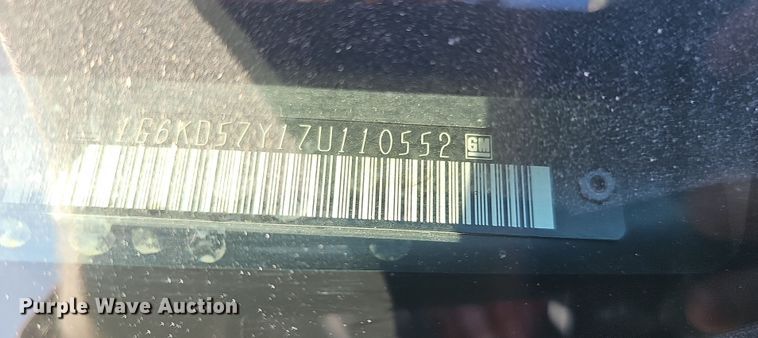 1G6KD57Y17U110552 GM
Purple Wave Auction